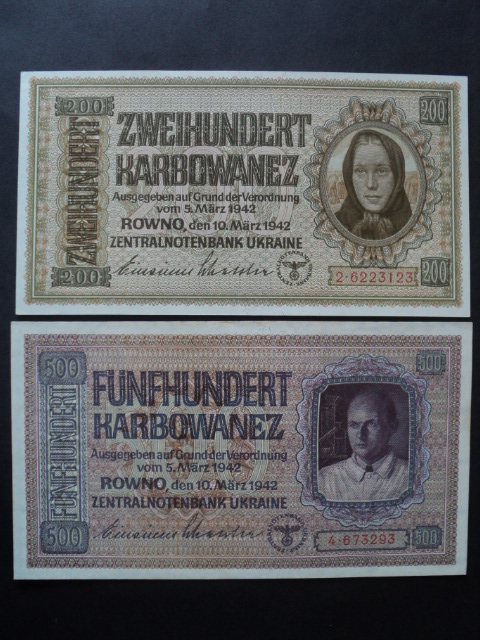 200
200
ZWEIHUNDERT
ZWEIHUNDERT
KARBOWANEZ
Ausgegeben auf Grund der Verordnung
vom 5. März 1942
ROWNO, den 10. März 1942
ZENTRALNOTENBANK UKRAINE
200
200
2·6223123
500
500
FÜNFHUNDERT
FÜNFHUNDERT
KARBOWANEZ
Ausgegeben auf Grund der Verordnung
vom 5. März 1942
ROWNO, den 10. März 1942
ZENTRALNOTENBANK UKRAINE
500
500
4·673293